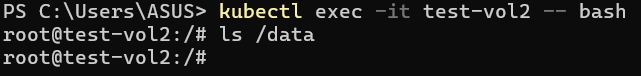 PS C:\Users\ASUS> kubectl exec -it test-vol2 -- bash
root@test-vol2:/# ls /data
root@test-vol2:/#